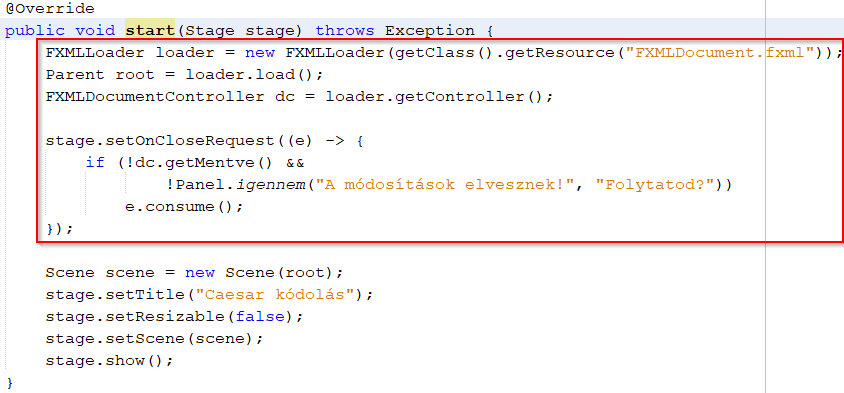 @Override
public void start(Stage stage) throws Exception {
FXMLLoader loader = new FXMLLoader(getClass().getResource("FXMLDocument.fxml"));
Parent root = loader.load();
FXMLDocumentController dc = loader.getController();
stage.setOnCloseRequest((e) -> {
if (!dc.getMentve() &&
!Panel.igennem("A módosítások elvesznek!", "Folytatod?"))
e.consume();
});
Scene scene = new Scene(root);
stage.setTitle("Caesar kódolás");
stage.setResizable(false);
stage.setScene(scene);
stage.show();
}